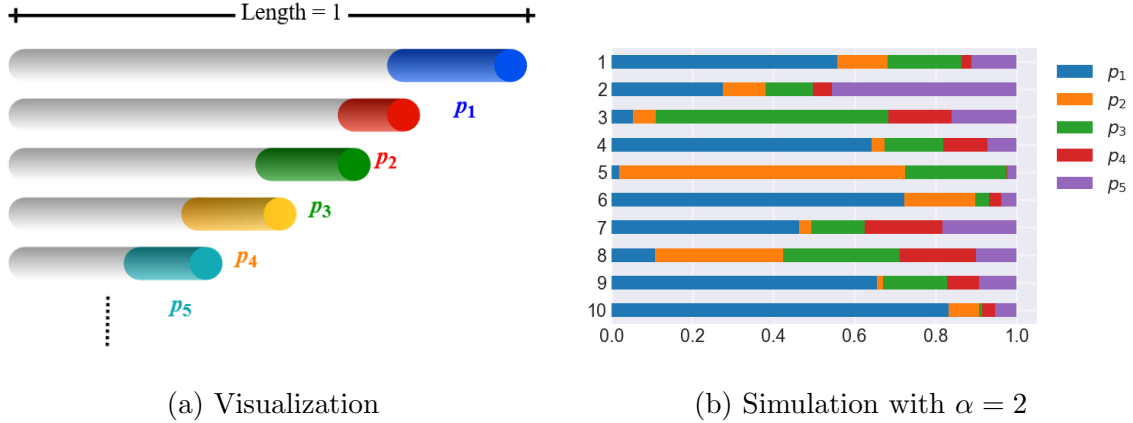 Length = 1
p1
p2
p3
p4
p5
1
2
3
4
5
6
7
8
9
10
0.0 0.2 0.4 0.6 0.8 1.0
p1
p2
p3
p4
p5
(a) Visualization
(b) Simulation with α = 2